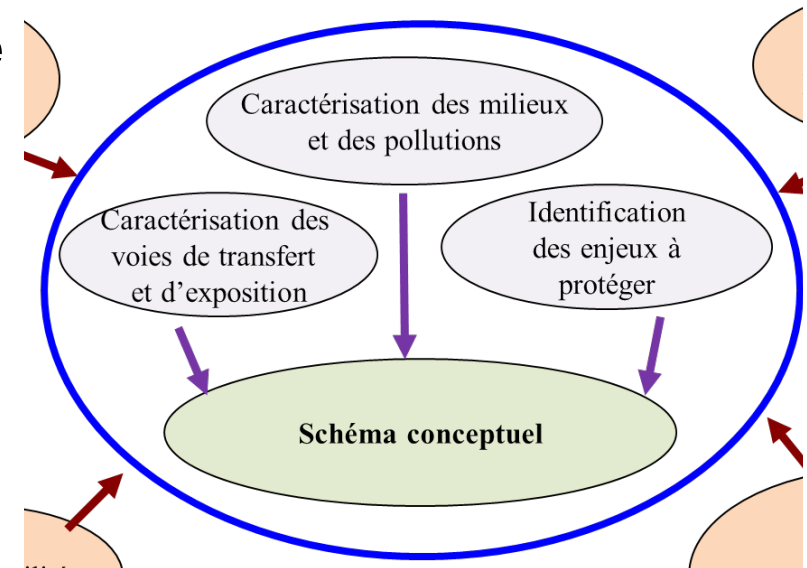 Caractérisation des milieux
et des pollutions
Caractérisation des
voies de transfert
et d’exposition
Identification
des enjeux à
protéger
Schéma conceptuel